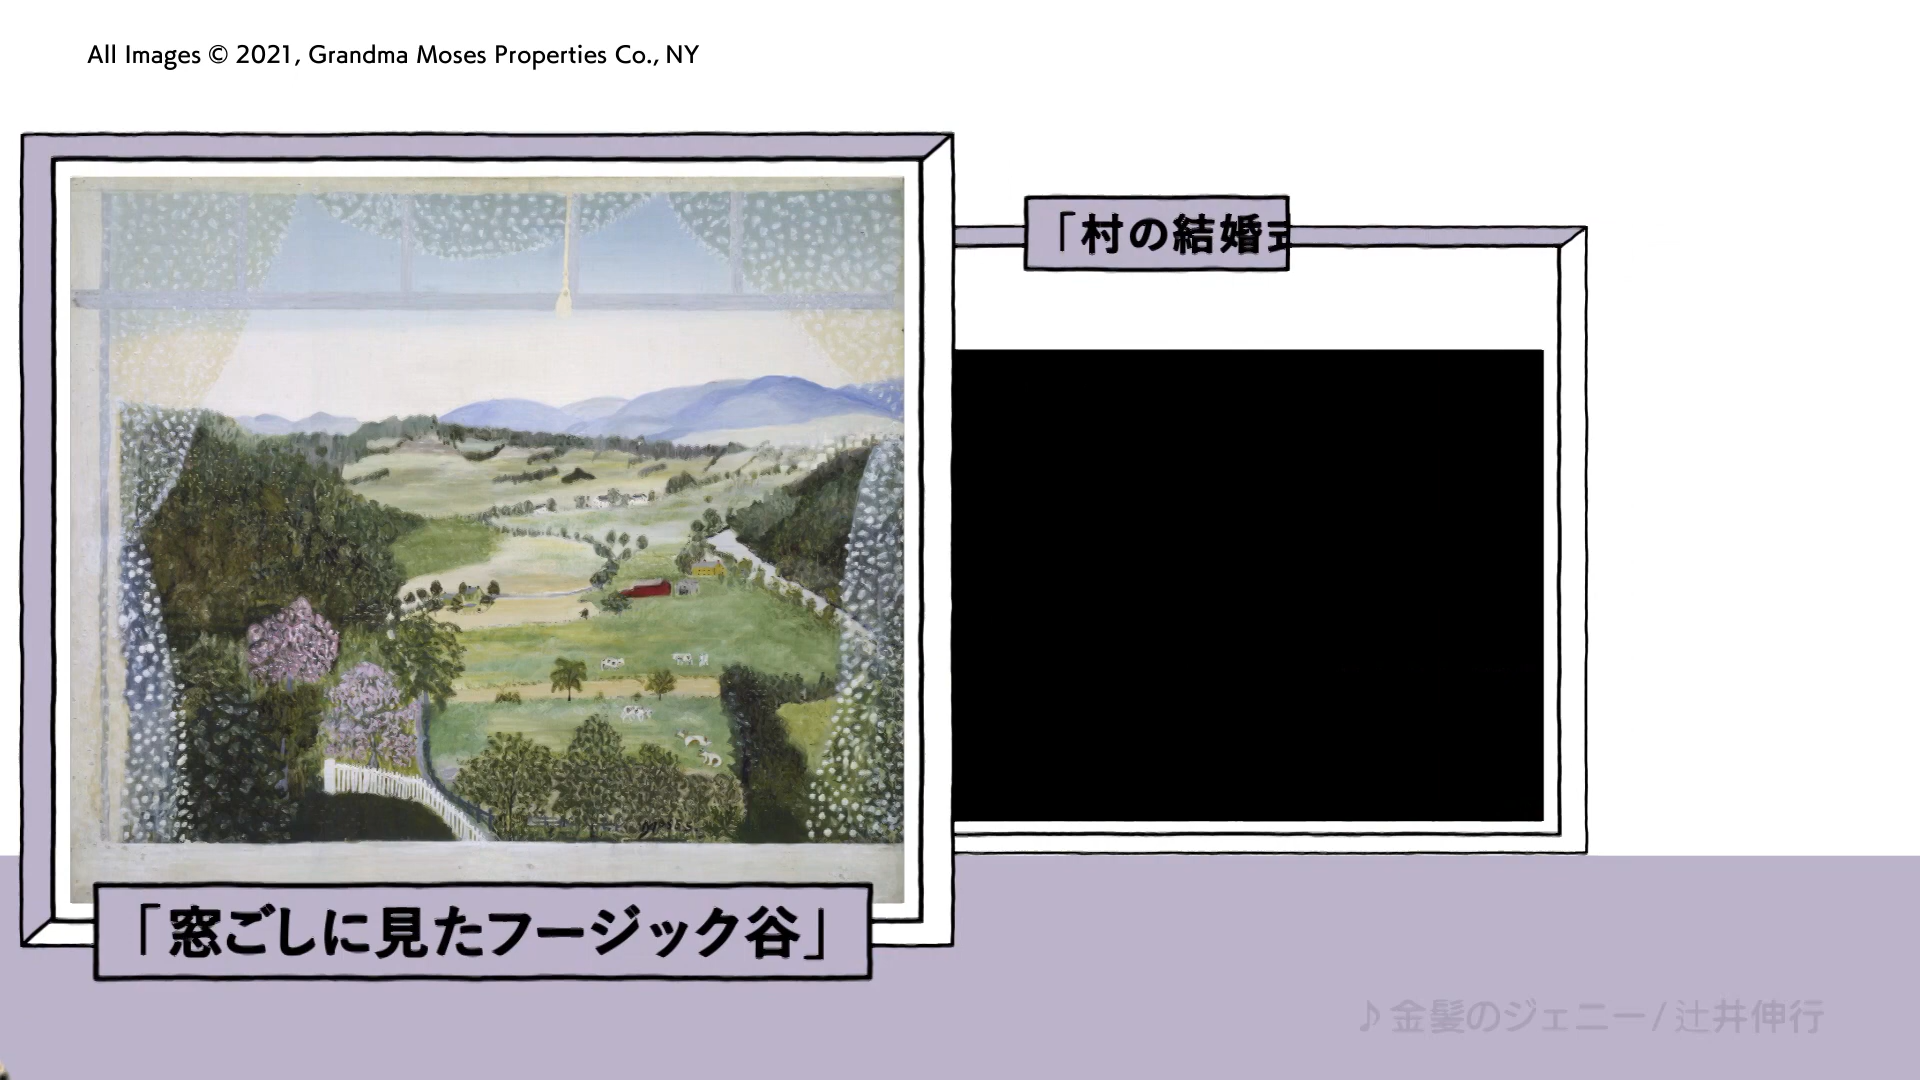 All Images © 2021, Grandma Moses Properties Co., NY
「村の結婚式
「窓ごしに見たフージック谷」
♪金髪のジェニー/辻井伸行